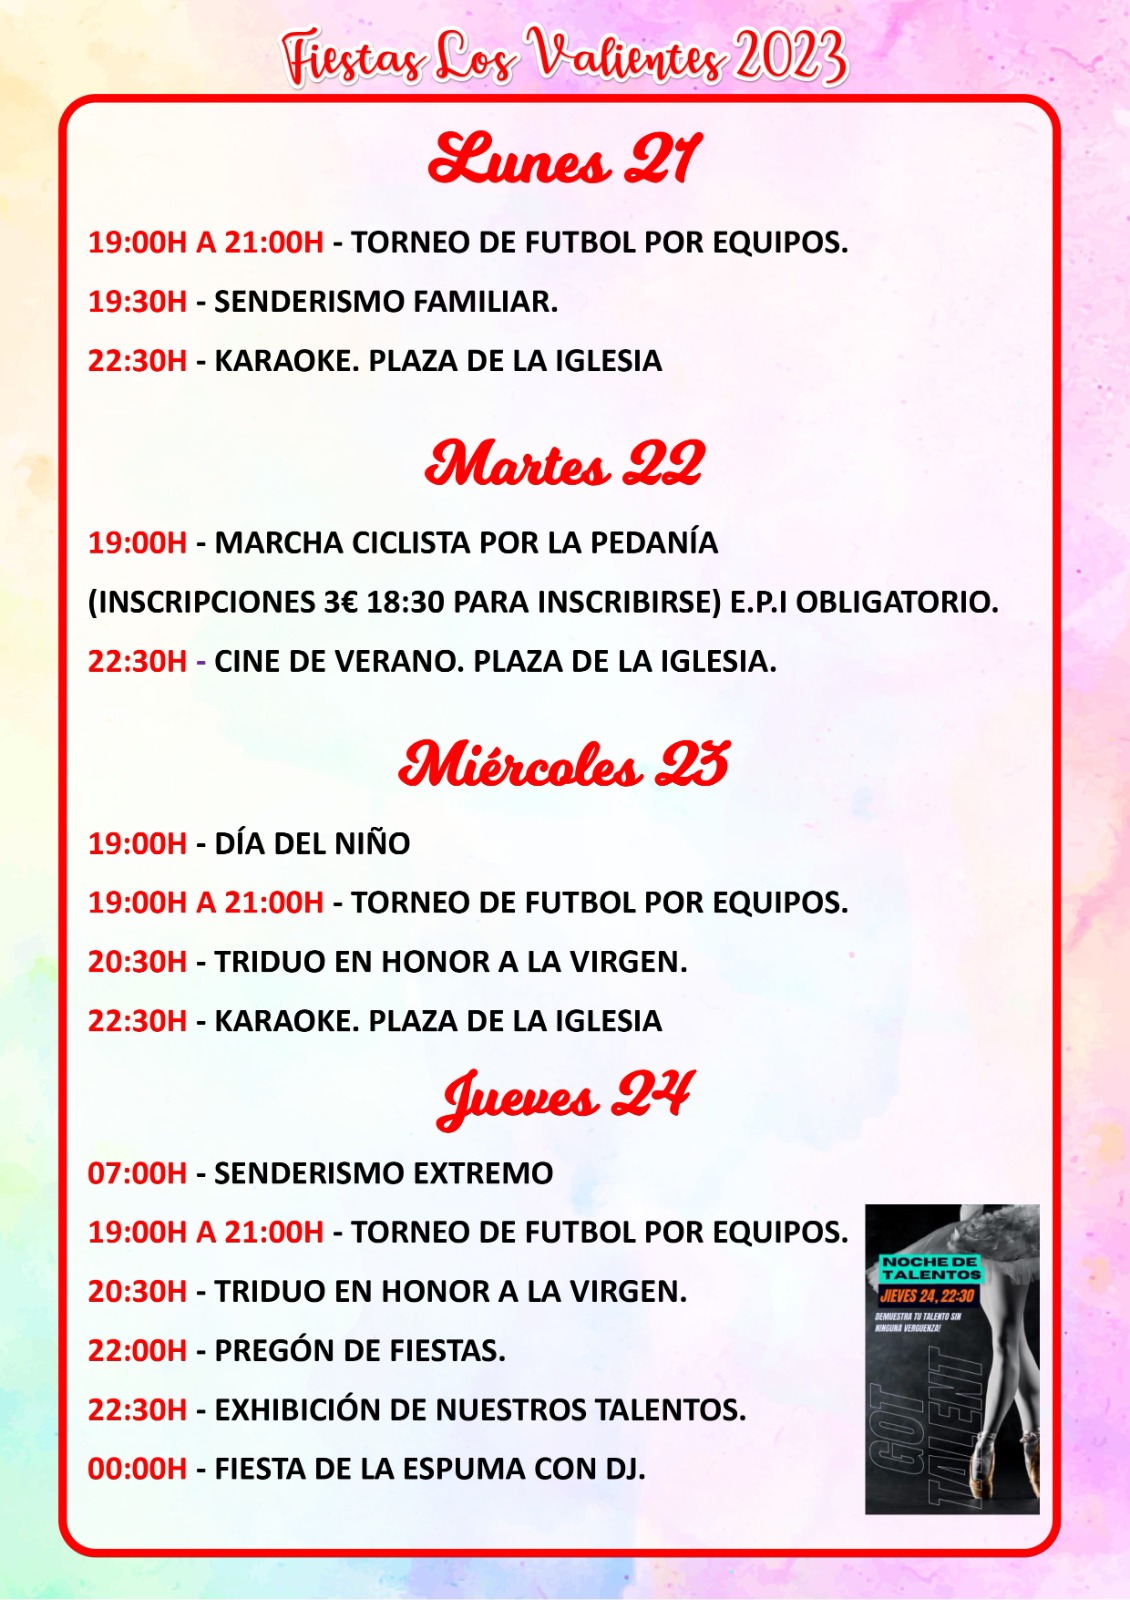 Fiestas Los Valientes 2023
Lunes 21
19:00H A 21:00H - TORNEO DE FUTBOL POR EQUIPOS.
19:30H - SENDERISMO FAMILIAR.
22:30H - KARAOKE. PLAZA DE LA IGLESIA
Martes 22
19:00H - MARCHA CICLISTA POR LA PEDANÍA
(INSCRIPCIONES 3€ 18:30 PARA INSCRIBIRSE) E.P.I OBLIGATORIO.
22:30H - CINE DE VERANO. PLAZA DE LA IGLESIA.
Miércoles 23
19:00H - DÍA DEL NIÑO
19:00H A 21:00H - TORNEO DE FUTBOL POR EQUIPOS.
20:30H - TRIDUO EN HONOR A LA VIRGEN.
22:30H - KARAOKE. PLAZA DE LA IGLESIA
Jueves 24
07:00H - SENDERISMO EXTREMO
19:00H A 21:00H - TORNEO DE FUTBOL POR EQUIPOS.
20:30H - TRIDUO EN HONOR A LA VIRGEN.
22:00H - PREGÓN DE FIESTAS.
22:30H - EXHIBICIÓN DE NUESTROS TALENTOS.
00:00H - FIESTA DE LA ESPUMA CON DJ.
NOCHE DE
TALENTOS
JIEVES 24, 22:30
DEMUESTRA TU TALENTO SIN
NINGUNA VERGUENZA!
GOT
TALENT